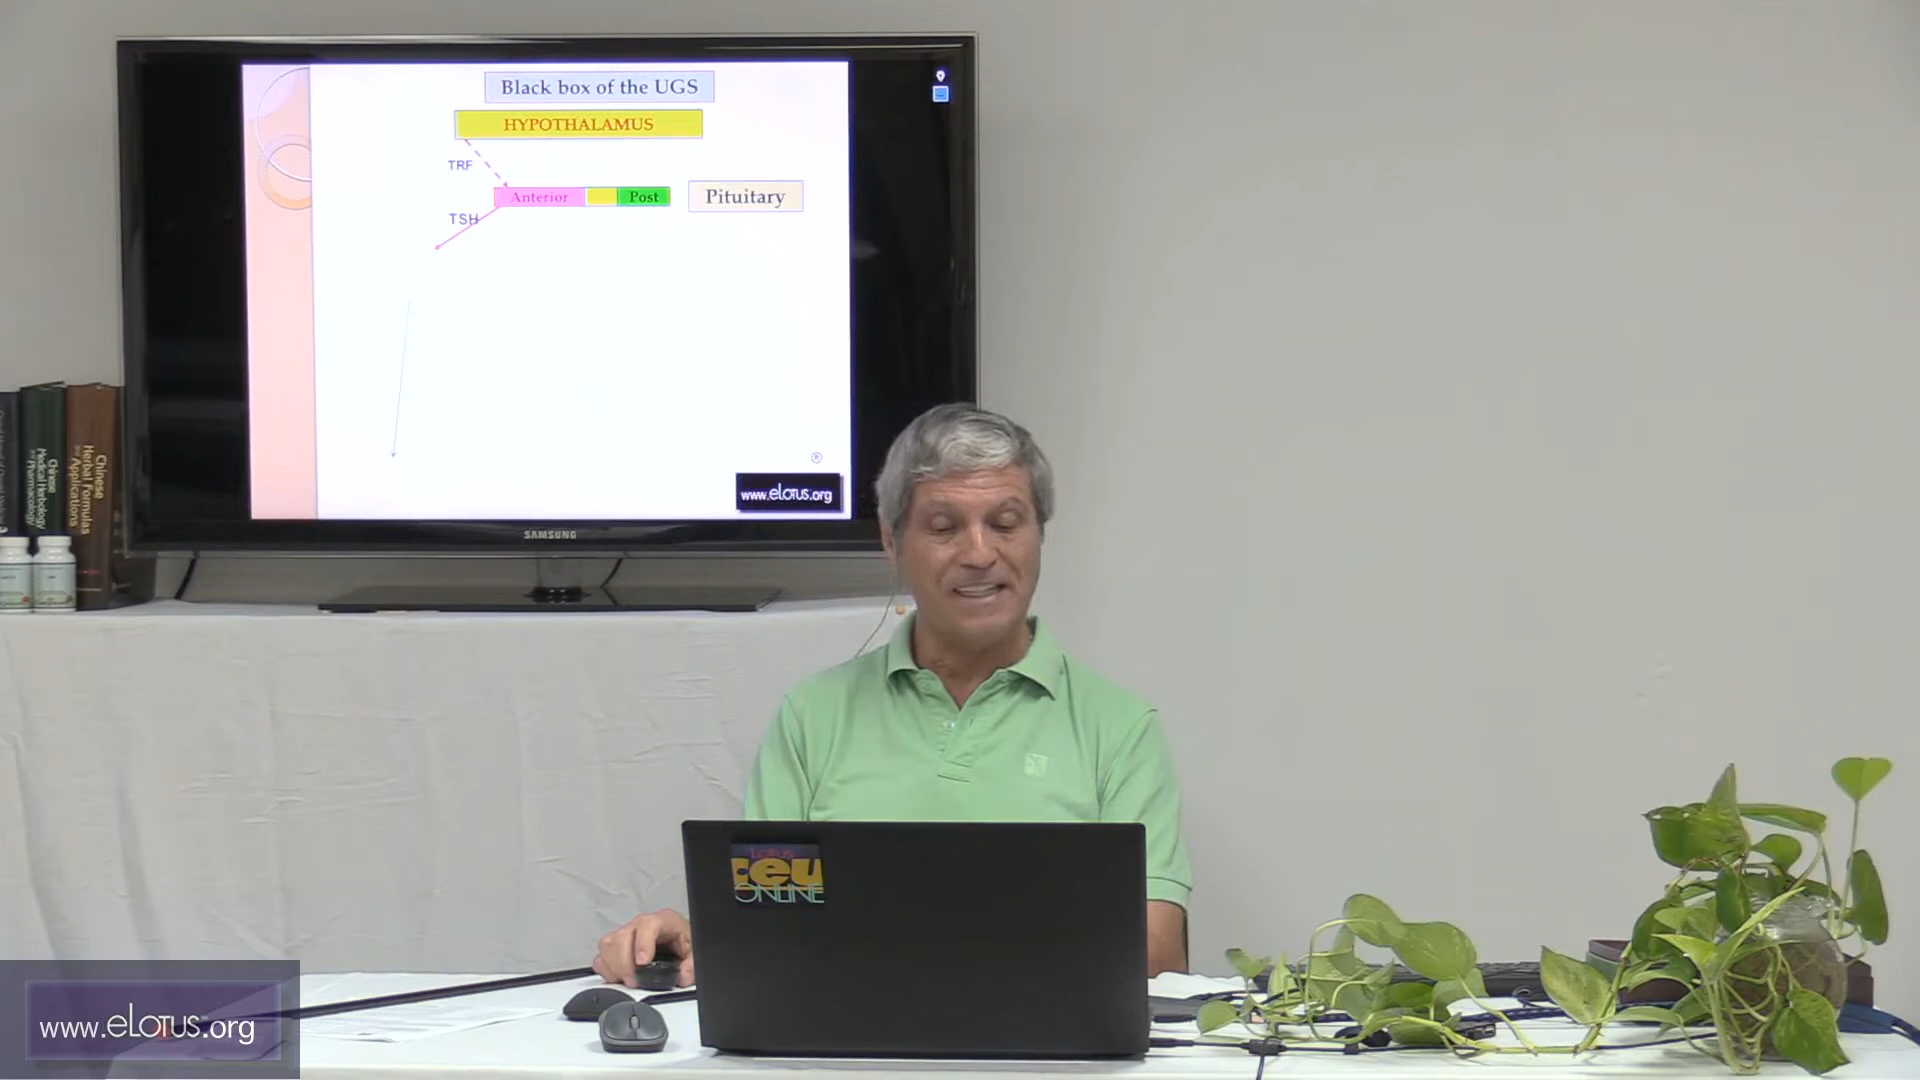 Black box of the UGS
HYPOTHALAMUS
TRF
Anterior
Post
Pituitary
TSH
®
www.eLOTUS.org
SAMSUNG
Chinese
Medical Herbology
and
Pharmacology
Chinese
Herbal Formulas
and
Applications
Lotus
ceu
ONLINE
www.eLOTUS.org